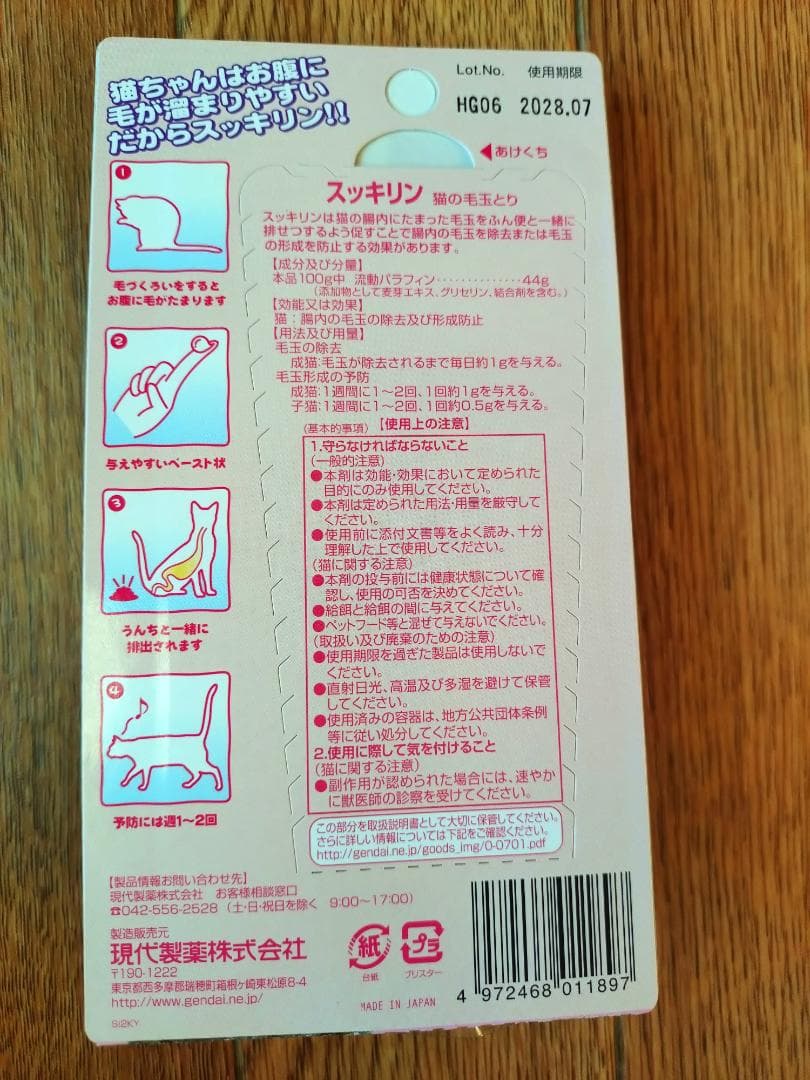 猫ちゃんはお腹に
毛が溜まりやすい
だからスッキリン!!
Lot.No. 使用期限
HG06 2028.07
◀あけくち
1
毛づくろいをすると
お腹に毛がたまります
2
与えやすいペースト状
3
うんちと一緒に
排出されます
4
予防には週1〜2回
スッキリン 猫の毛玉とり
スッキリンは猫の腸内にたまった毛玉をふん便と一緒に
排せつするよう促すことで腸内の毛玉を除去または毛玉
の形成を防止する効果があります。
【成分及び分量】
本品100g中 流動パラフィン··············44g
(添加物として麦芽エキス、グリセリン、結合剤を含む。)
【効能又は効果】
猫:腸内の毛玉の除去及び形成防止
【用法及び用量】
毛玉の除去
成猫:毛玉が除去されるまで毎日約1gを与える。
毛玉形成の予防
成猫:1週間に1〜2回、1回約1gを与える。
子猫:1週間に1〜2回、1回約0.5gを与える。
(基本的事項)【使用上の注意】
1.守らなければならないこと
(一般的注意)
●本剤は効能・効果において定められた
目的にのみ使用してください。
●本剤は定められた用法・用量を厳守して
ください。
●使用前に添付文書等をよく読み、十分
理解した上で使用してください。
(猫に関する注意)
●本剤の投与前には健康状態について確
認し、使用の可否を決めてください。
●給餌と給餌の間に与えてください。
●ペットフード等と混ぜて与えないでください。
(取扱い及び廃棄のための注意)
●使用期限を過ぎた製品は使用しないで
ください。
●直射日光、高温及び多湿を避けて保管
してください。
●使用済みの容器は、地方公共団体条例
等に従い処分してください。
2.使用に際して気を付けること
(猫に関する注意)
●副作用が認められた場合には、速やか
に獣医師の診察を受けてください。
この部分を取扱説明書として大切に保管してください。
さらに詳しい情報については下記をご確認ください。
http://gendai.ne.jp/goods_img/0-0701.pdf
【製品情報お問い合わせ先】
現代製薬株式会社 お客様相談窓口
☎042-556-2528 (土・日・祝日を除く 9:00〜17:00)
製造販売元
現代製薬株式会社
〒190-1222
東京都西多摩郡瑞穂町箱根ヶ崎東松原8-4
http://www.gendai.ne.jp/
SI2KY
紙
台紙
プラ
ブリスター
MADE IN JAPAN
4 972468 011897